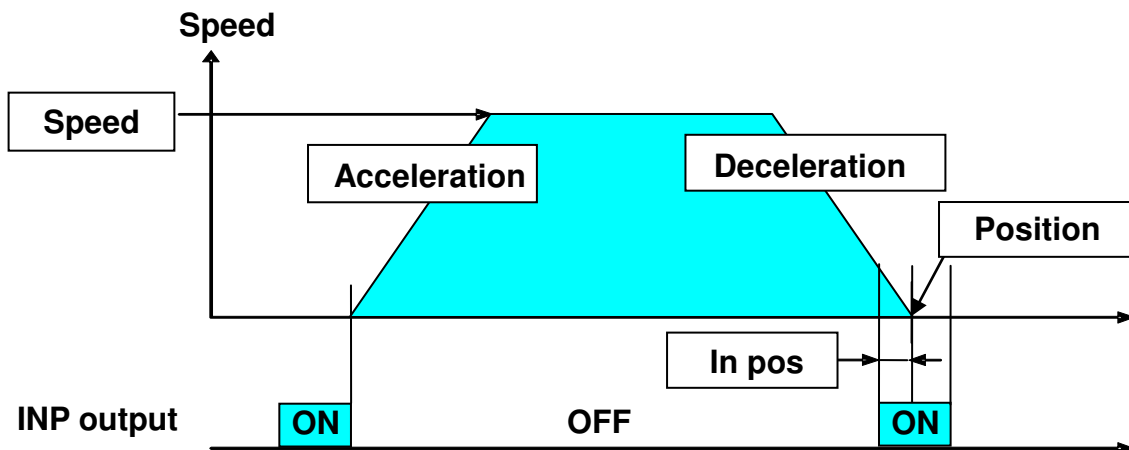 Speed
Speed
Acceleration
Deceleration
Position
In pos
INP output
ON
OFF
ON